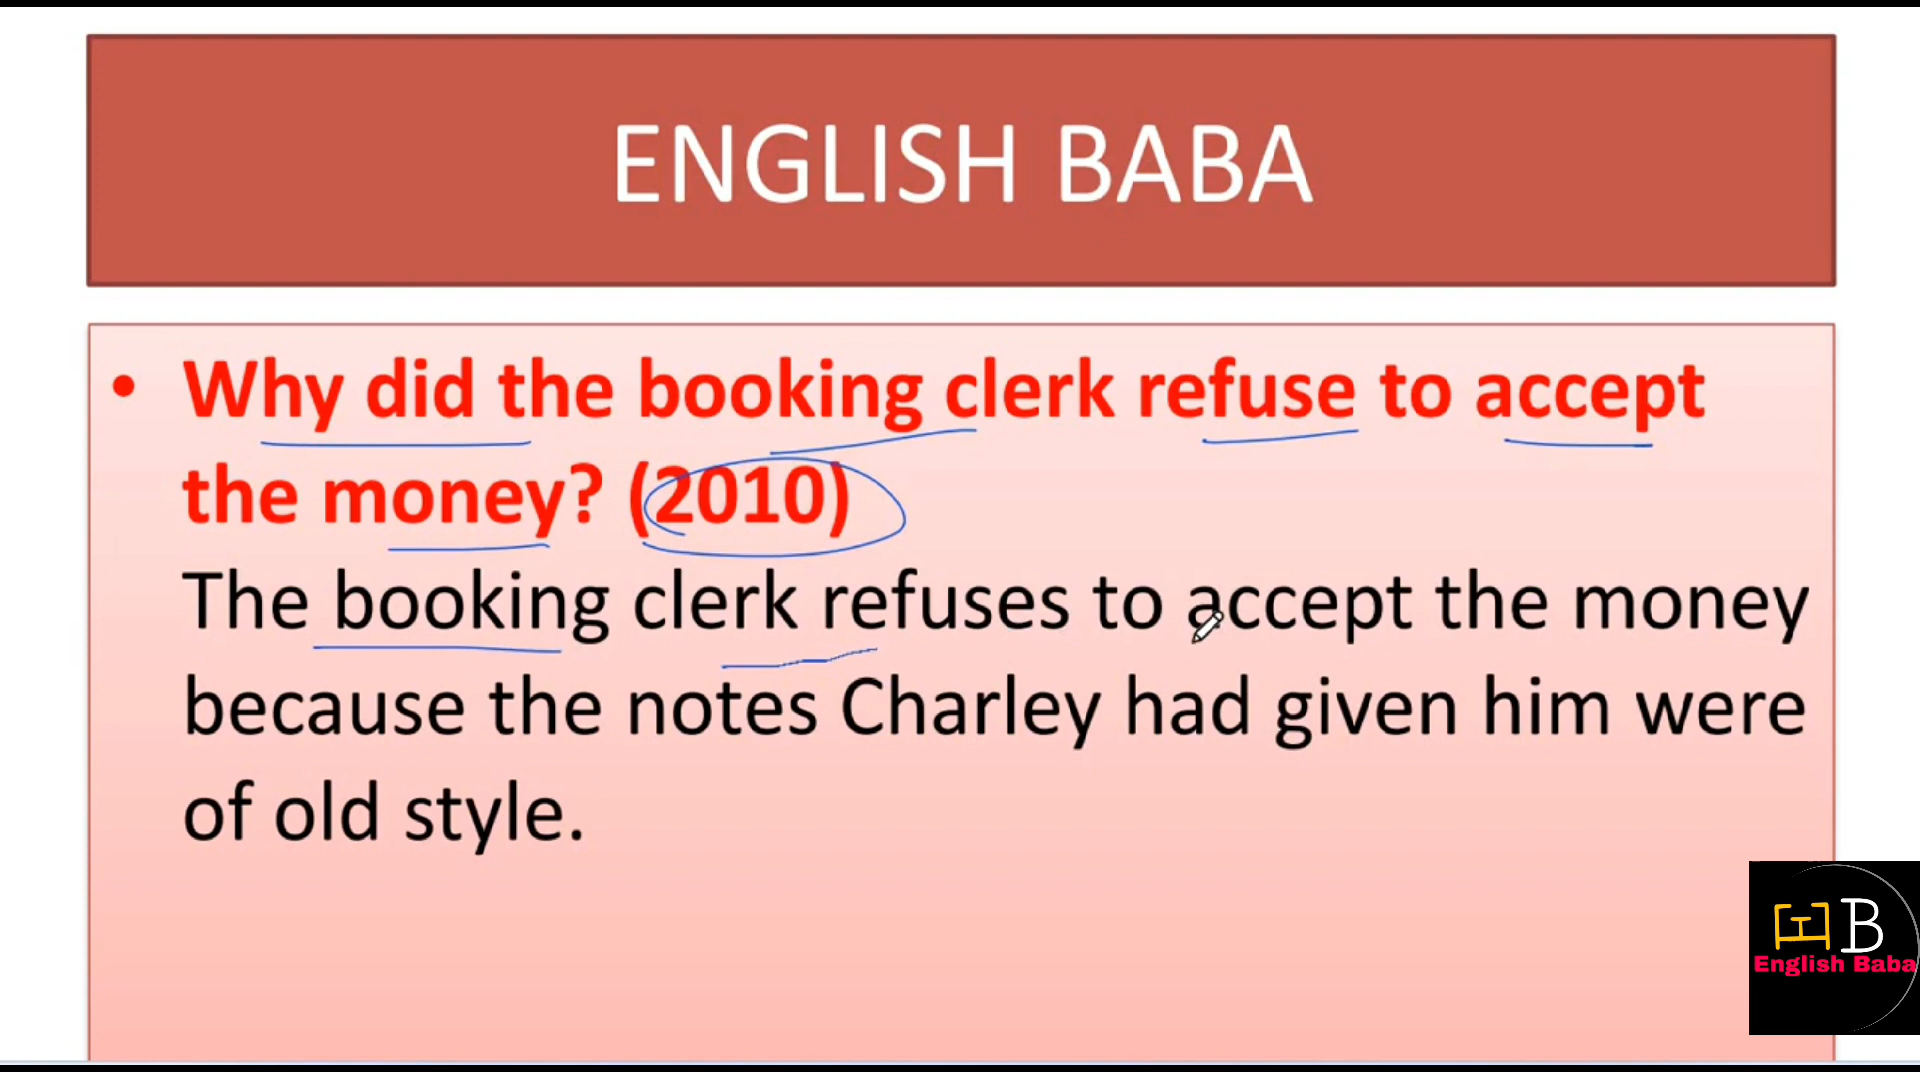 ENGLISH BABA
• Why did the booking clerk refuse to accept
the money? (2010)
The booking clerk refuses to accept the money
because the notes Charley had given him were
of old style.
EB
English Baba